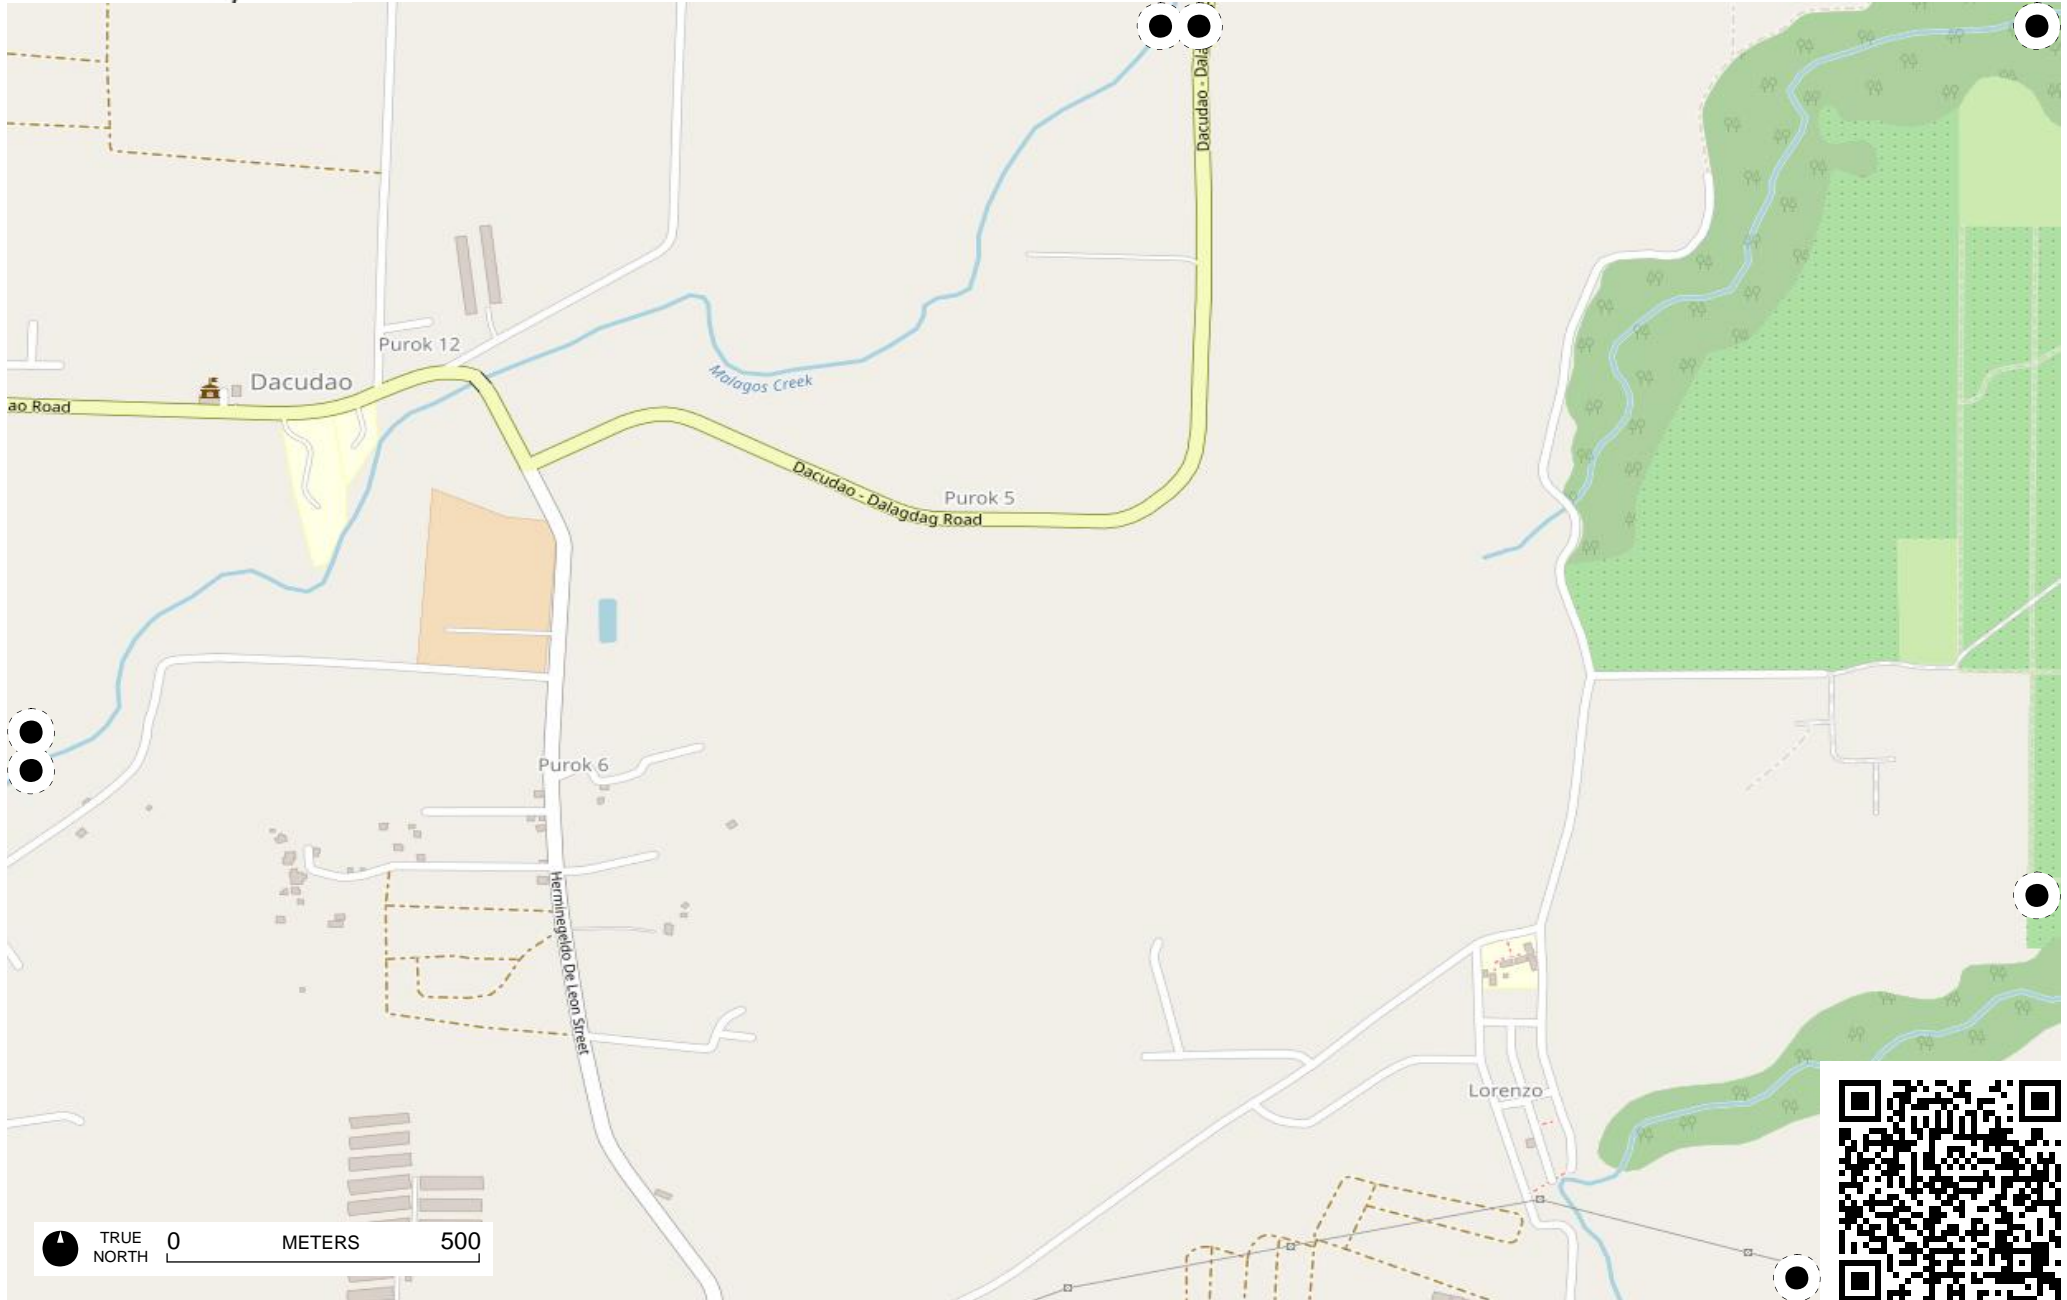 Dacudao - Dala
Purok 12
Dacudao
ao Road
Malagos Creek
Dacudao - Dalagdag Road
Purok 5
Purok 6
Herminegeldo De Leon Street
Lorenzo
TRUE
NORTH
0 METERS 500